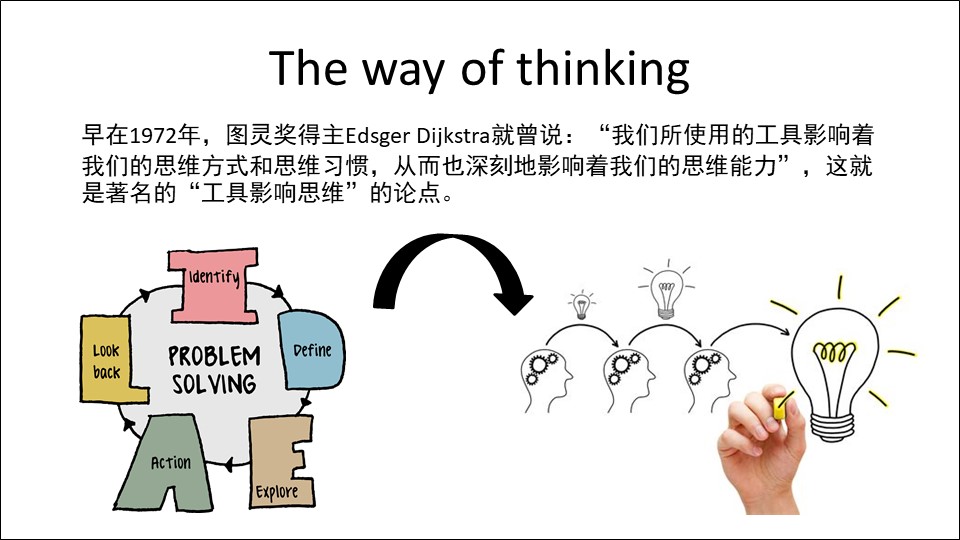 The way of thinking
早在1972年，图灵奖得主Edsger Dijkstra就曾说：“我们所使用的工具影响着
我们的思维方式和思维习惯，从而也深刻地影响着我们的思维能力”，这就
是著名的“工具影响思维”的论点。
Identify
Look
back
PROBLEM
SOLVING
Define
Action
Explore
I
D
E
A
L